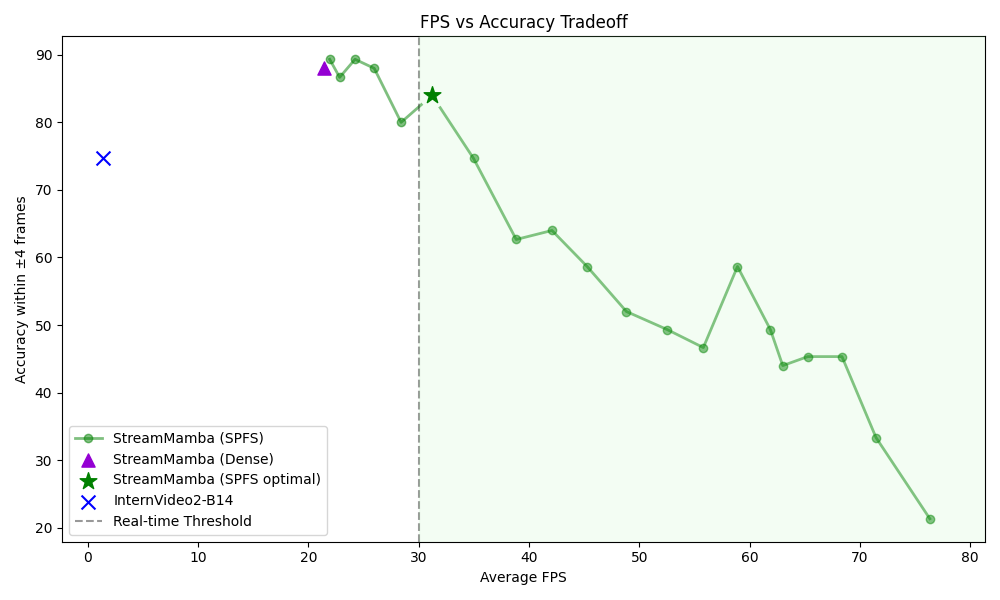 FPS vs Accuracy Tradeoff
Accuracy within ±4 frames
90
80
70
60
50
40
30
20
StreamMamba (SPFS)
StreamMamba (Dense)
StreamMamba (SPFS optimal)
InternVideo2-B14
Real-time Threshold
0 10 20 30 40 50 60 70 80
Average FPS